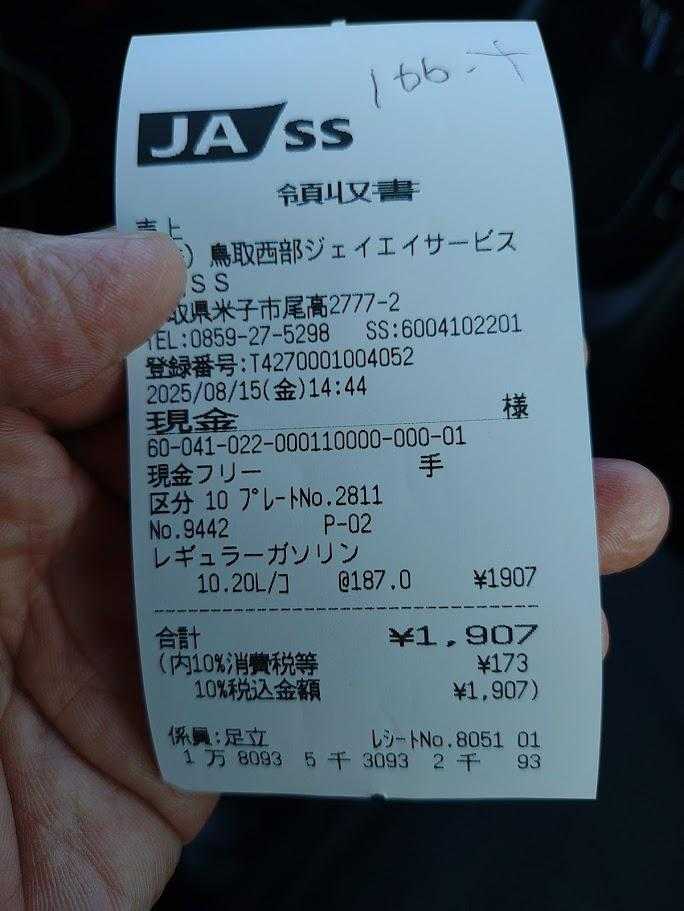 166.4
JA SS
領収書
売上
鳥取西部ジェイエイサービス
SS
取県米子市尾高2777-2
TEL:0859-27-5298 SS:6004102201
登録番号:T4270001004052
2025/08/15(金)14:44
現金 様
60-041-022-000110000-000-01
現金フリー 手
区分 10 プレートNo.2811
No.9442 P-02
レギュラーガソリン
10.20L/コ @187.0 ¥1907
合計 ¥1,907
(内10%消費税等 ¥173
10%税込金額 ¥1,907)
係員:足立 レシートNo.8051 01
1万 8093 5千 3093 2千 93